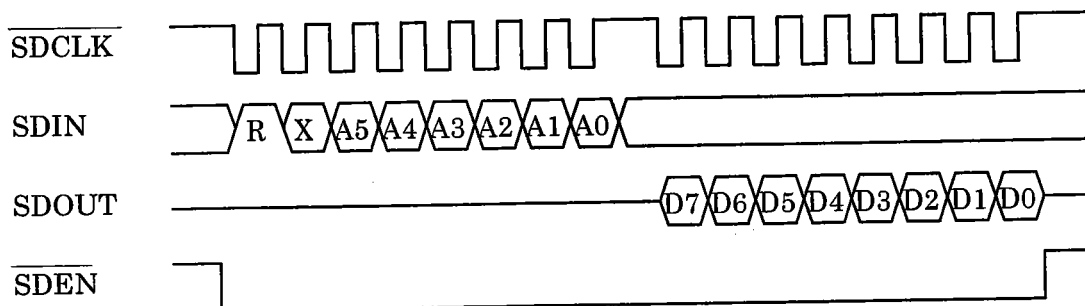 SDCLK
SDIN R X A5 A4 A3 A2 A1 A0
SDOUT D7 D6 D5 D4 D3 D2 D1 D0
SDEN